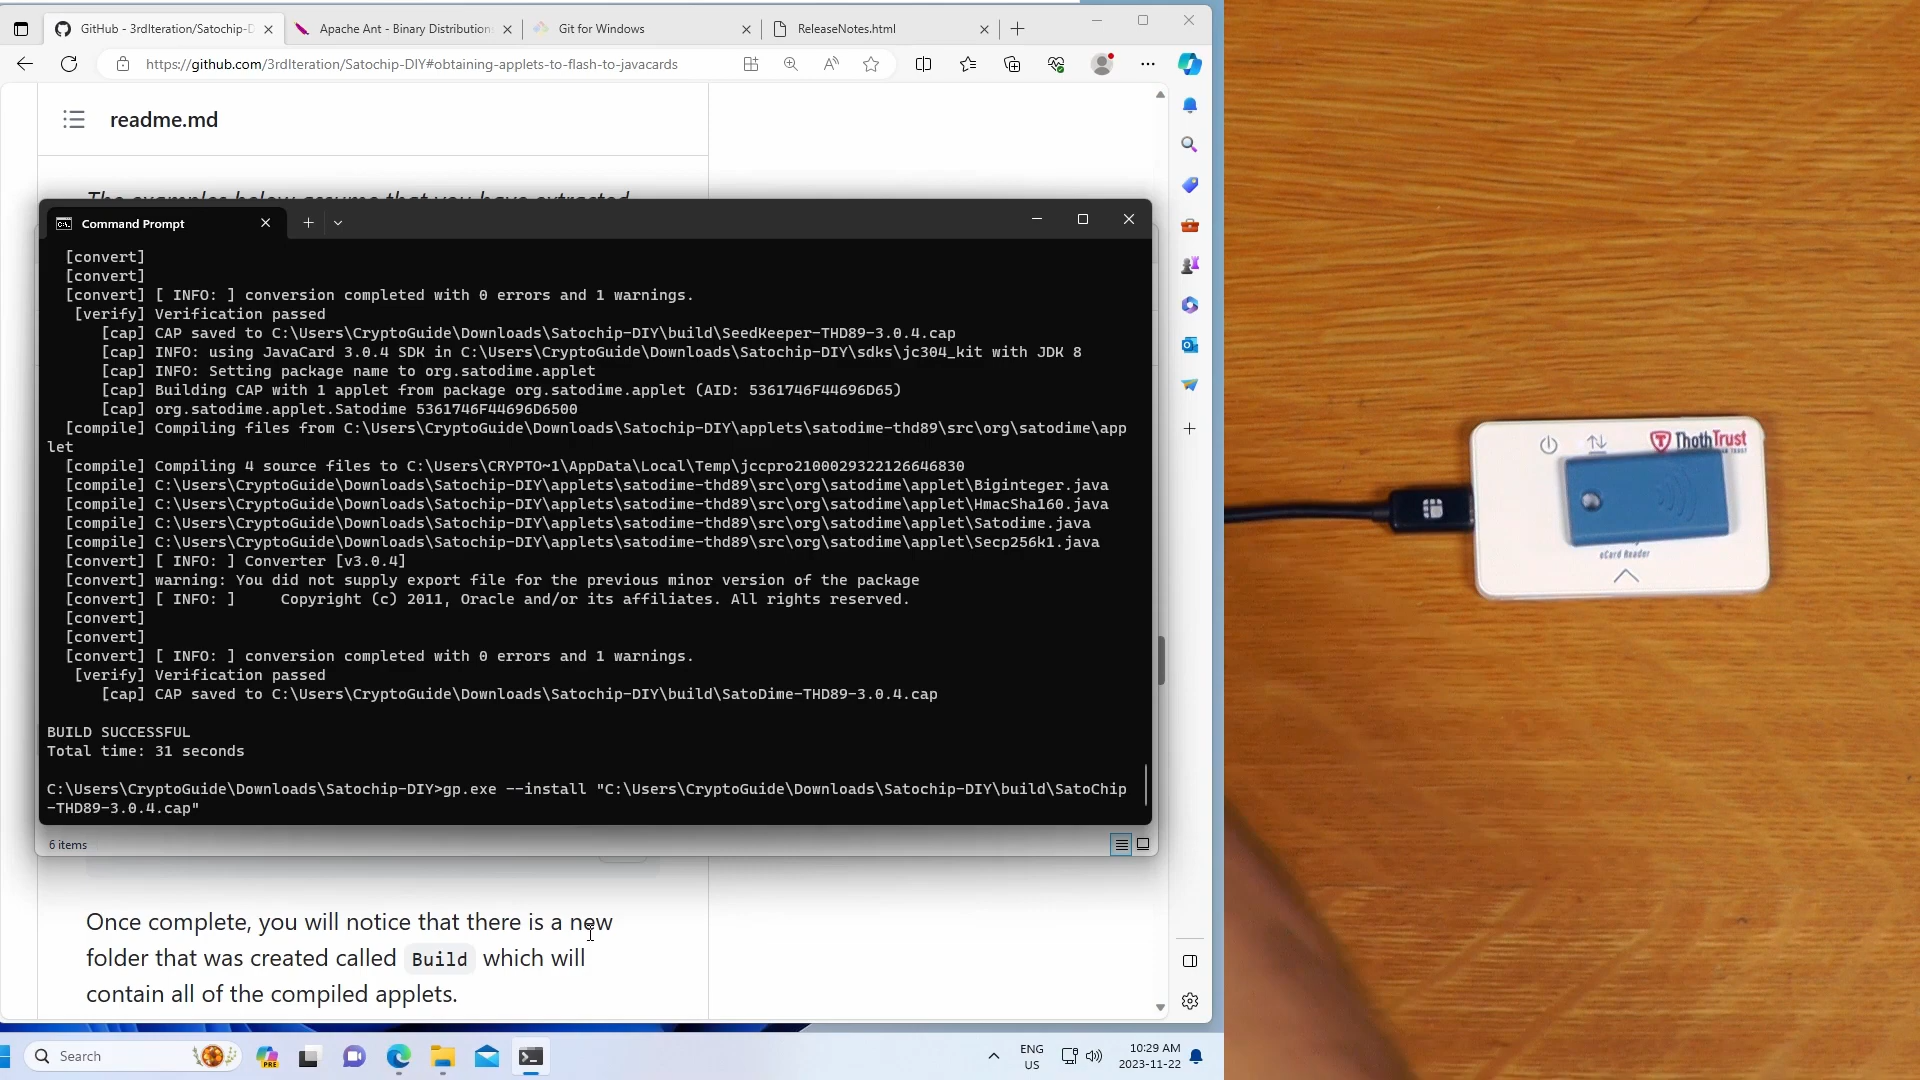 GitHub - 3rdIteration/Satochip-D
Apache Ant - Binary Distributions
Git for Windows
ReleaseNotes.html
https://github.com/3rdIteration/Satochip-DIY#obtaining-applets-to-flash-to-javacards
readme.md
The examples below assume that you have extracted
Command Prompt
[convert]
[convert]
[convert] [ INFO: ] conversion completed with 0 errors and 1 warnings.
[verify] Verification passed
[cap] CAP saved to C:\Users\CryptoGuide\Downloads\Satochip-DIY\build\SeedKeeper-THD89-3.0.4.cap
[cap] INFO: using JavaCard 3.0.4 SDK in C:\Users\CryptoGuide\Downloads\Satochip-DIY\sdks\jc304_kit with JDK 8
[cap] INFO: Setting package name to org.satodime.applet
[cap] Building CAP with 1 applet from package org.satodime.applet (AID: 5361746F44696D65)
[cap] org.satodime.applet.Satodime 5361746F44696D6500
[compile] Compiling files from C:\Users\CryptoGuide\Downloads\Satochip-DIY\applets\satodime-thd89\src\org\satodime\app
let
[compile] Compiling 4 source files to C:\Users\CRYPTO~1\AppData\Local\Temp\jccpro2100029322126646830
[compile] C:\Users\CryptoGuide\Downloads\Satochip-DIY\applets\satodime-thd89\src\org\satodime\applet\Biginteger.java
[compile] C:\Users\CryptoGuide\Downloads\Satochip-DIY\applets\satodime-thd89\src\org\satodime\applet\HmacSha160.java
[compile] C:\Users\CryptoGuide\Downloads\Satochip-DIY\applets\satodime-thd89\src\org\satodime\applet\Satodime.java
[compile] C:\Users\CryptoGuide\Downloads\Satochip-DIY\applets\satodime-thd89\src\org\satodime\applet\Secp256k1.java
[convert] [ INFO: ] Converter [v3.0.4]
[convert] warning: You did not supply export file for the previous minor version of the package
[convert] [ INFO: ]     Copyright (c) 2011, Oracle and/or its affiliates. All rights reserved.
[convert]
[convert]
[convert] [ INFO: ] conversion completed with 0 errors and 1 warnings.
[verify] Verification passed
[cap] CAP saved to C:\Users\CryptoGuide\Downloads\Satochip-DIY\build\SatoDime-THD89-3.0.4.cap
BUILD SUCCESSFUL
Total time: 31 seconds
C:\Users\CryptoGuide\Downloads\Satochip-DIY>gp.exe --install "C:\Users\CryptoGuide\Downloads\Satochip-DIY\build\SatoChip
-THD89-3.0.4.cap"
6 items
Once complete, you will notice that there is a new
folder that was created called Build which will
contain all of the compiled applets.
Search
PRE
ENG
US
10:29 AM
2023-11-22
ThothTrust
eCard Reader